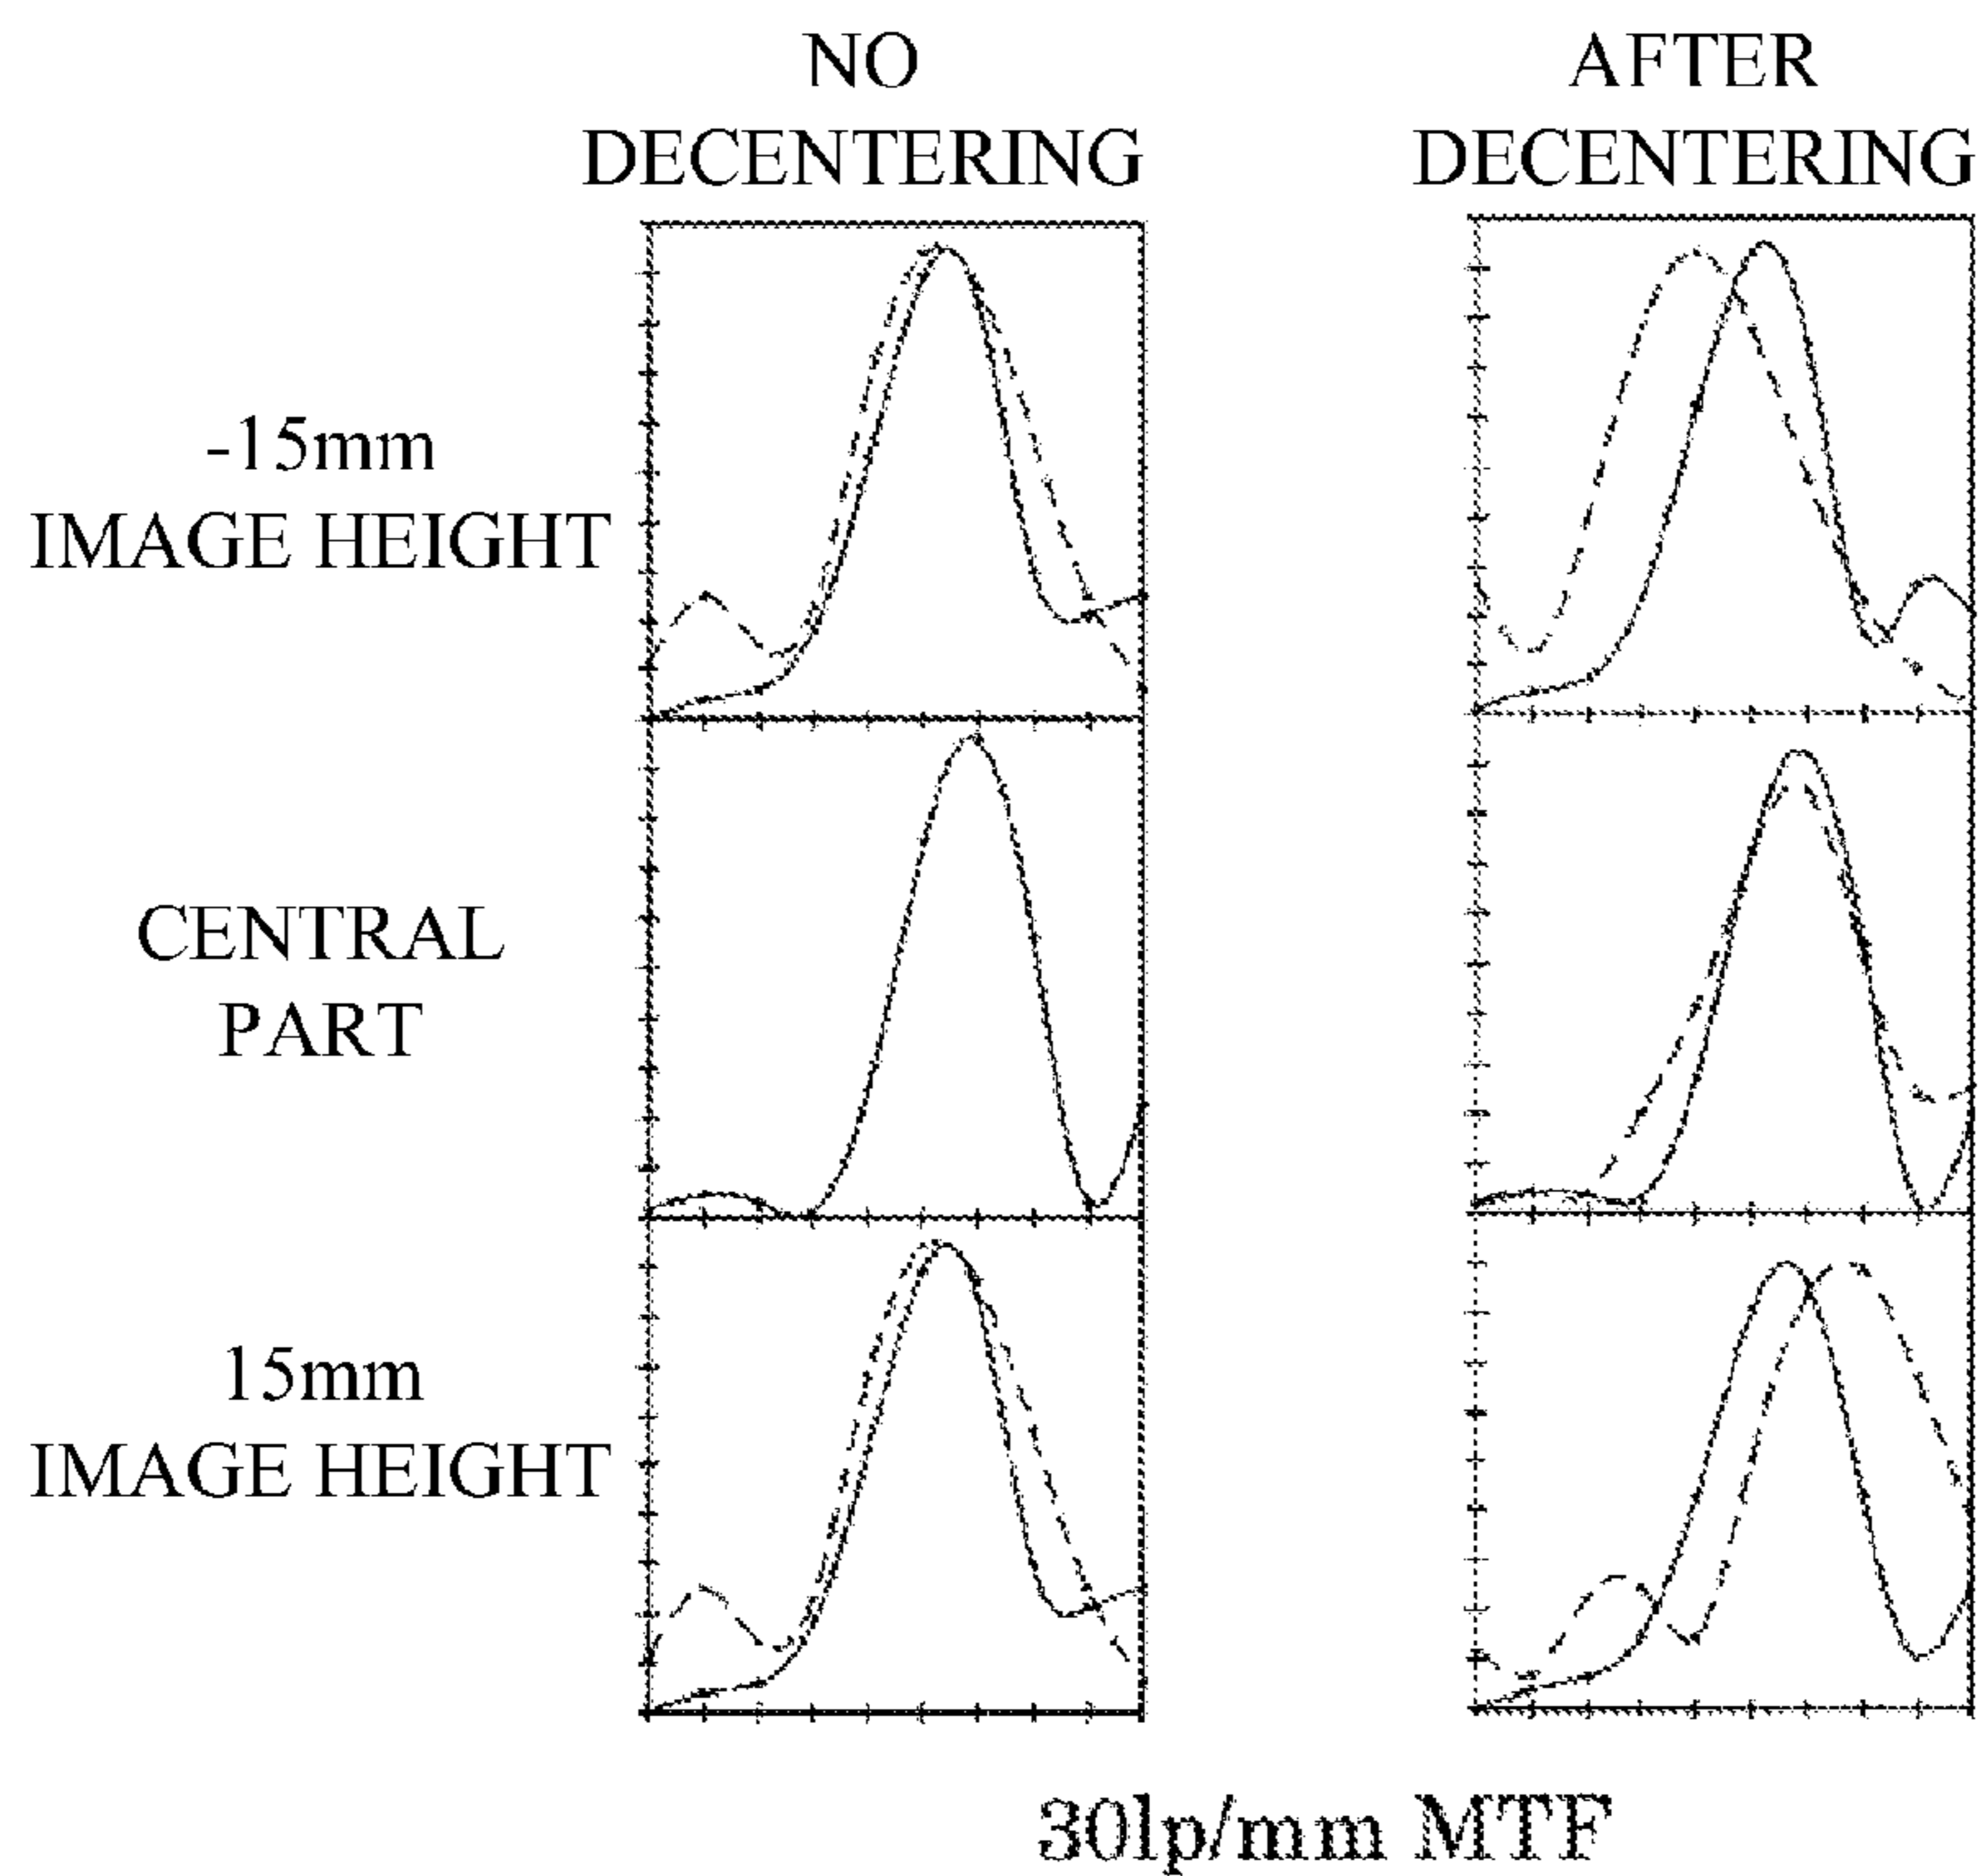 NO
DECENTERING
AFTER
DECENTERING
-15mm
IMAGE HEIGHT
CENTRAL
PART
15mm
IMAGE HEIGHT
30lp/mm MTF